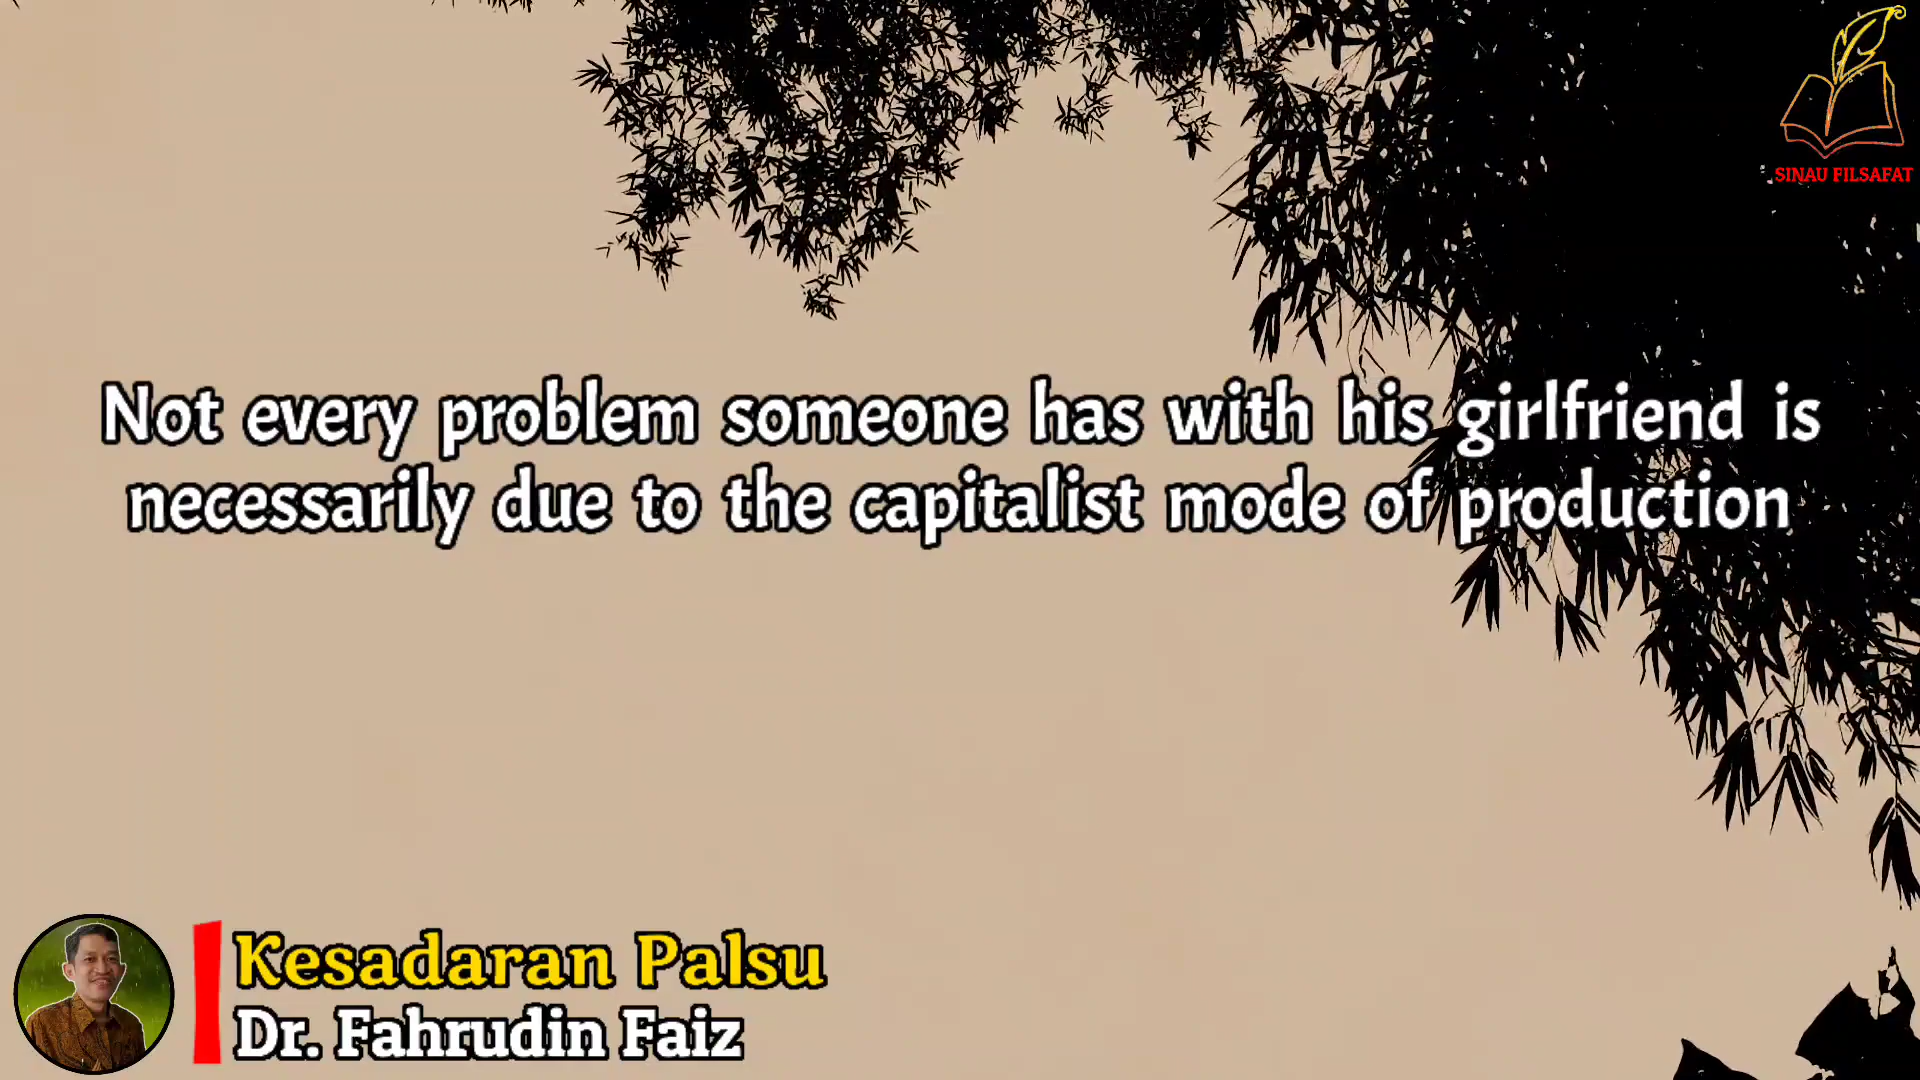 SINAU FILSAFAT
Not every problem someone has with his girlfriend is
necessarily due to the capitalist mode of production
Kesadaran Palsu
Dr. Fahrudin Faiz